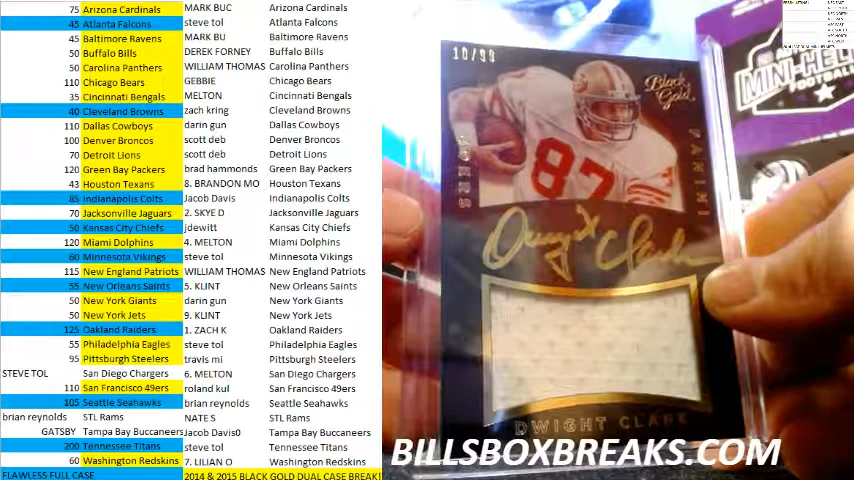 75 Arizona Cardinals MARK BUC Arizona Cardinals
45 Atlanta Falcons steve tol Atlanta Falcons
45 Baltimore Ravens MARK BU Baltimore Ravens
50 Buffalo Bills DEREK FORNEY Buffalo Bills
50 Carolina Panthers WILLIAM THOMAS Carolina Panthers
110 Chicago Bears GEBBIE Chicago Bears
35 Cincinnati Bengals MELTON Cincinnati Bengals
40 Cleveland Browns zach kring Cleveland Browns
110 Dallas Cowboys darin gun Dallas Cowboys
100 Denver Broncos scott deb Denver Broncos
70 Detroit Lions scott deb Detroit Lions
120 Green Bay Packers brad hammonds Green Bay Packers
43 Houston Texans 8. BRANDON MO Houston Texans
85 Indianapolis Colts Jacob Davis Indianapolis Colts
70 Jacksonville Jaguars 2. SKYE D Jacksonville Jaguars
50 Kansas City Chiefs jdewitt Kansas City Chiefs
120 Miami Dolphins 4. MELTON Miami Dolphins
60 Minnesota Vikings steve tol Minnesota Vikings
115 New England Patriots WILLIAM THOMAS New England Patriots
55 New Orleans Saints 5. KLINT New Orleans Saints
50 New York Giants darin gun New York Giants
50 New York Jets 9. KLINT New York Jets
125 Oakland Raiders 1. ZACH K Oakland Raiders
55 Philadelphia Eagles steve tol Philadelphia Eagles
95 Pittsburgh Steelers travis mi Pittsburgh Steelers
STEVE TOL San Diego Chargers 6. MELTON San Diego Chargers
110 San Francisco 49ers roland kul San Francisco 49ers
105 Seattle Seahawks brian reynolds Seattle Seahawks
brian reynolds STL Rams NATE S STL Rams
GATSBY Tampa Bay Buccaneers Jacob Davis0 Tampa Bay Buccaneers
200 Tennessee Titans steve tol Tennessee Titans
60 Washington Redskins 7. LILIAN O Washington Redskins
FLAWLESS FULL CASE 2014 & 2015 BLACK GOLD DUAL CASE BREAK!
10/99
Black Gold
49ERS
PANINI
87
Dwight Clark
DWIGHT CLARK
MINI-HEL
FOOTBALL
BILLSBOXBREAKS.COM